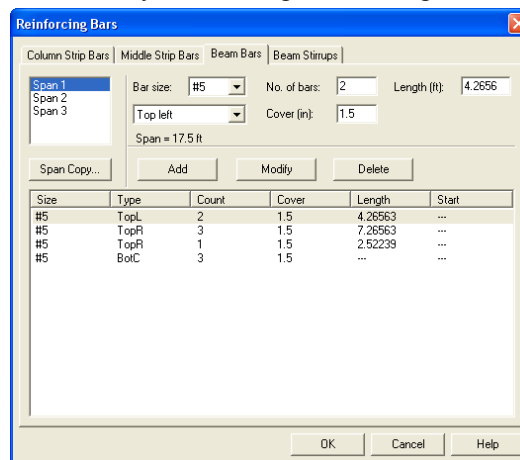 Reinforcing Bars
Column Strip Bars Middle Strip Bars Beam Bars Beam Stirrups
Span 1
Span 2
Span 3
Bar size: #5 No. of bars: 2 Length (ft): 4.2656
Top left Cover (in): 1.5
Span = 17.5 ft
Span Copy... Add Modify Delete
Size Type Count Cover Length Start
#5 TopL 2 1.5 4.26563 ---
#5 TopR 3 1.5 7.26563 ---
#5 TopR 1 1.5 2.52239 ---
#5 BotC 3 1.5 --- ---
OK Cancel Help